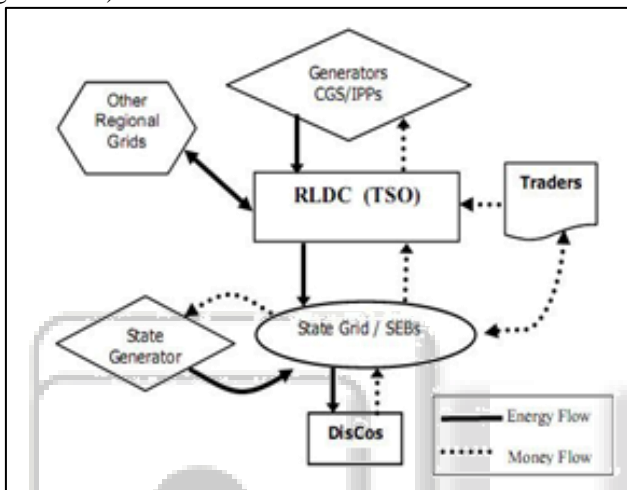 Generators
CGS/IPPs
Other
Regional
Grids
RLDC (TSO)
Traders
State Grid / SEBs
State
Generator
DisCos
Energy Flow
Money Flow